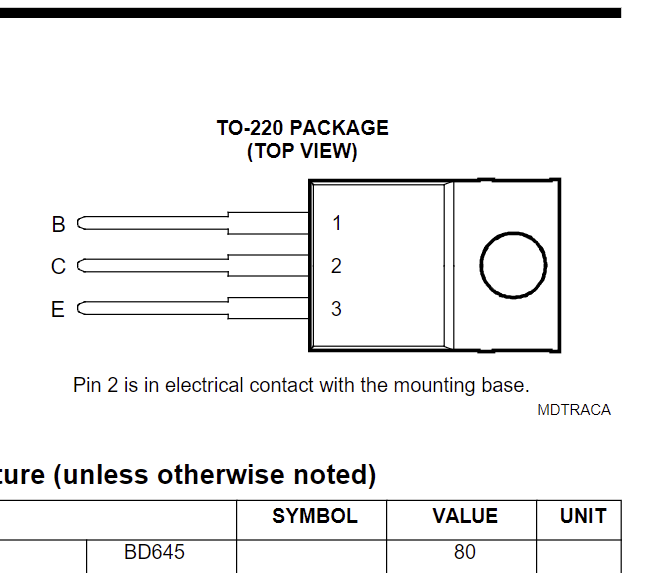 TO-220 PACKAGE
(TOP VIEW)
B 1
C 2
E 3
Pin 2 is in electrical contact with the mounting base.
MDTRACA
ture (unless otherwise noted)
SYMBOL VALUE UNIT
BD645 80